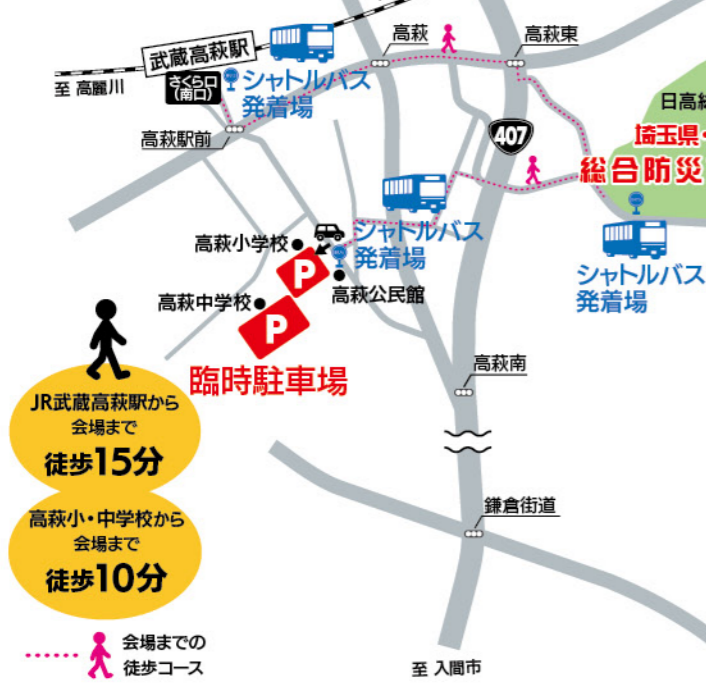 高萩
高萩東
武蔵高萩駅
至 高麗川
さくら口
(南口)
シャトルバス
発着場
高萩駅前
407
日高総
埼玉県・
総合防災
シャトルバス
発着場
シャトルバス
発着場
高萩小学校
P
高萩公民館
高萩中学校
P
臨時駐車場
高萩南
JR武蔵高萩駅から
会場まで
徒歩15分
高萩小・中学校から
会場まで
徒歩10分
鎌倉街道
会場までの
徒歩コース
至 入間市